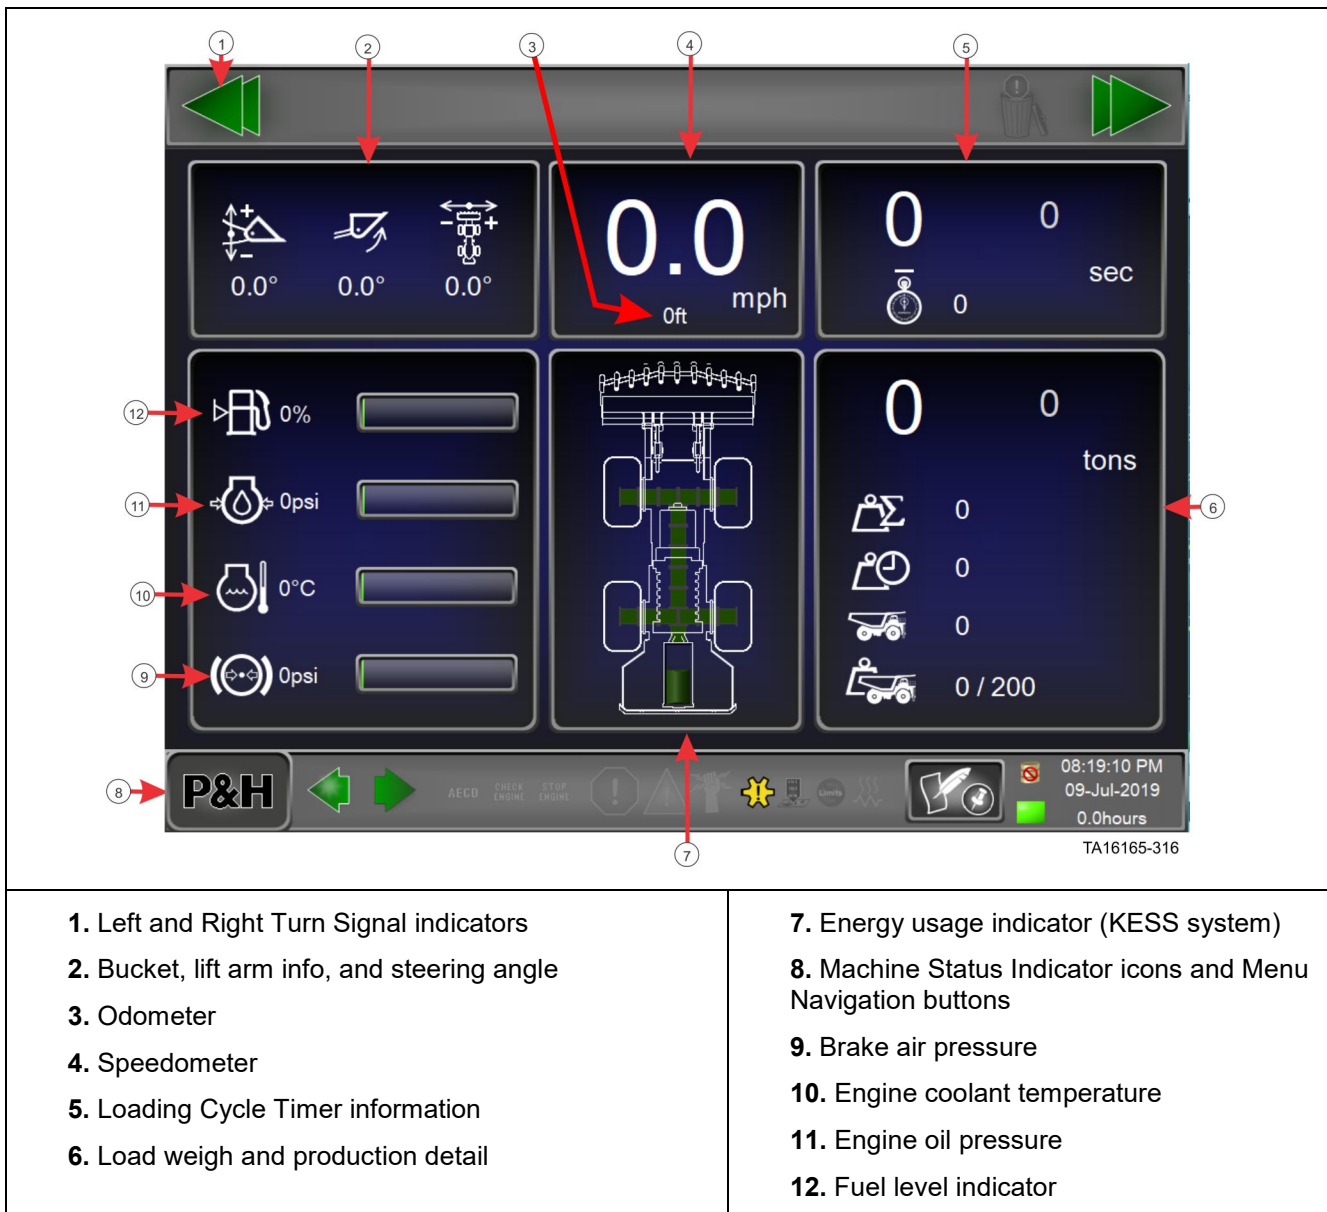 1
2
3
4
5
0.0°
0.0°
0.0°
0.0
mph
0ft
0
0
sec
0
12
0%
11
0psi
10
0°C
9
0psi
0
0
tons
0
0
0
0 / 200
6
8
P&H
AECD
CHECK ENGINE
STOP ENGINE
Limits
08:19:10 PM
09-Jul-2019
0.0hours
7
TA16165-316
1. Left and Right Turn Signal indicators
2. Bucket, lift arm info, and steering angle
3. Odometer
4. Speedometer
5. Loading Cycle Timer information
6. Load weigh and production detail
7. Energy usage indicator (KESS system)
8. Machine Status Indicator icons and Menu
Navigation buttons
9. Brake air pressure
10. Engine coolant temperature
11. Engine oil pressure
12. Fuel level indicator